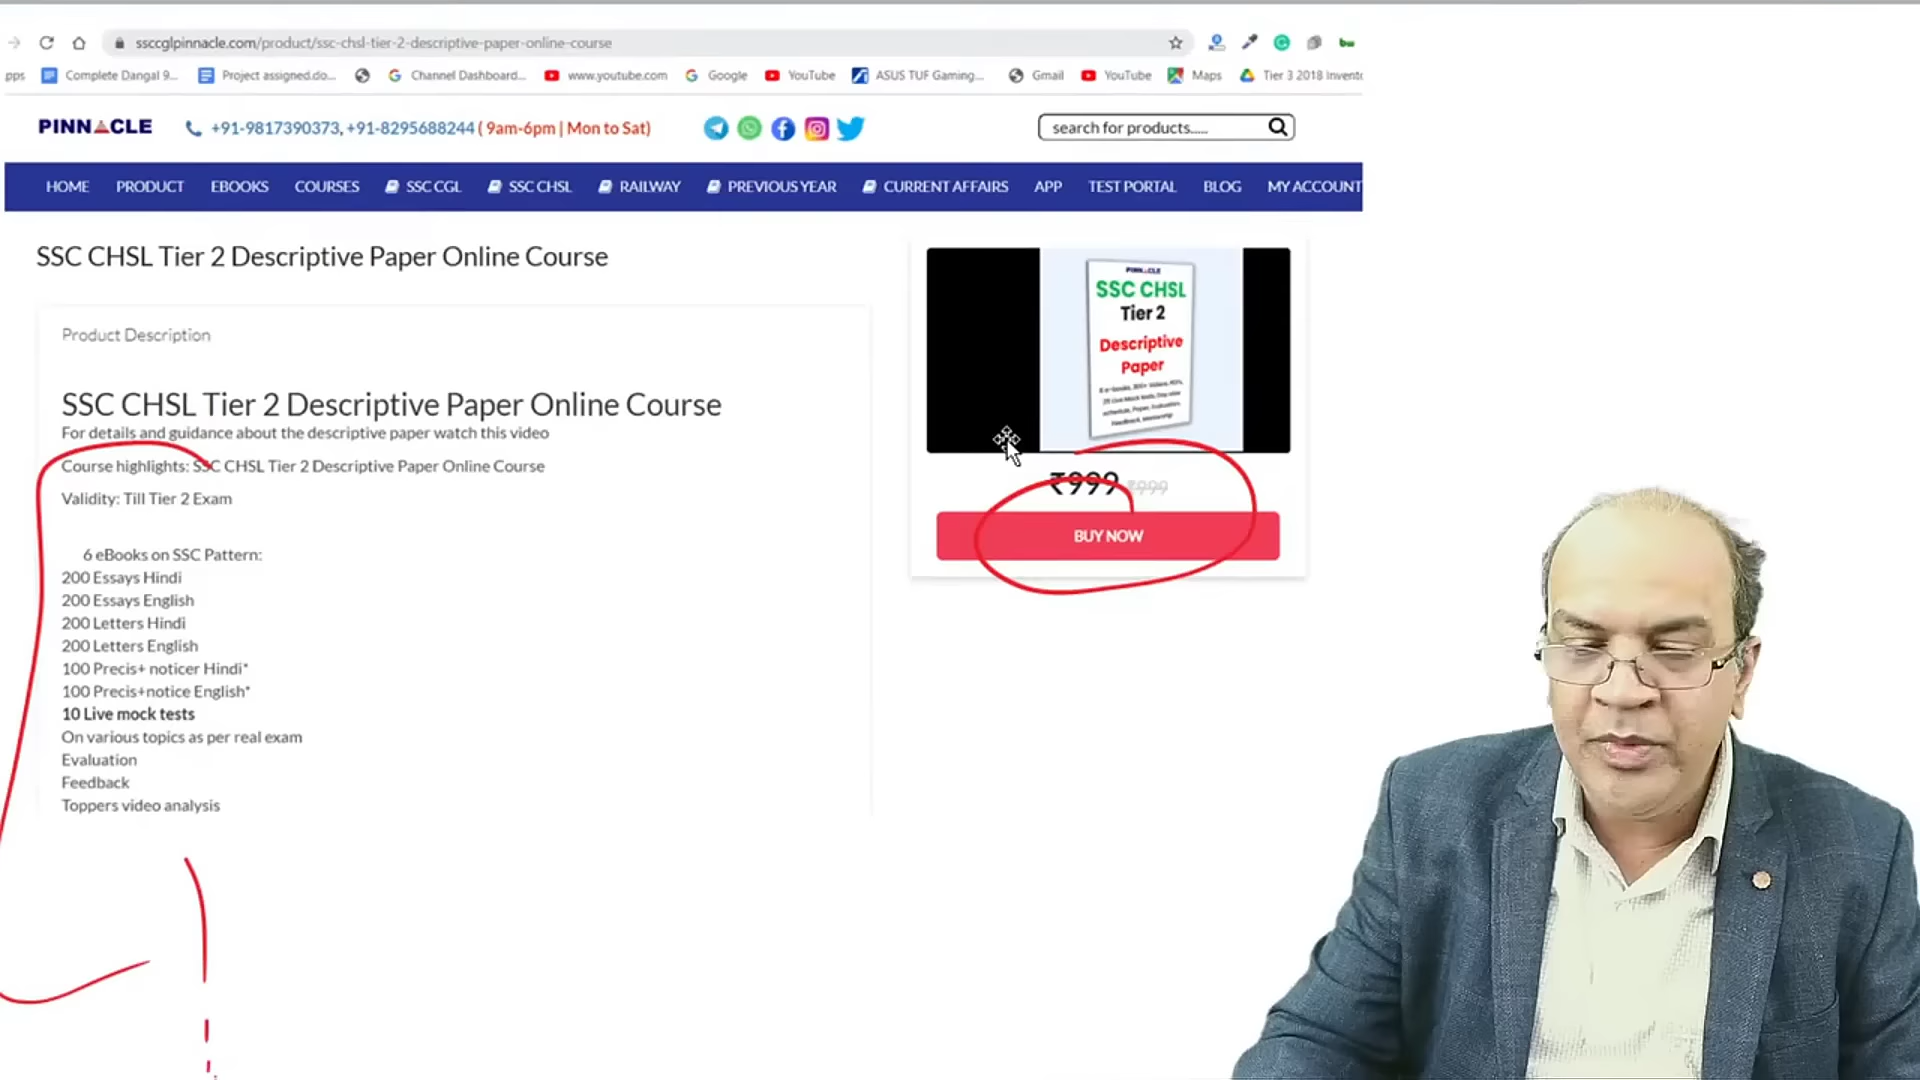 ssccglpinnacle.com/product/ssc-chsl-tier-2-descriptive-paper-online-course
pps Complete Dangal 9... Project assigned.do... Channel Dashboard... www.youtube.com Google YouTube ASUS TUF Gaming... Gmail YouTube Maps Tier 3 2018 Invento
PINNACLE +91-9817390373, +91-8295688244 ( 9am-6pm | Mon to Sat) search for products.....
HOME PRODUCT EBOOKS COURSES SSC CGL SSC CHSL RAILWAY PREVIOUS YEAR CURRENT AFFAIRS APP TEST PORTAL BLOG MY ACCOUNT
SSC CHSL Tier 2 Descriptive Paper Online Course
Product Description
SSC CHSL Tier 2 Descriptive Paper Online Course
For details and guidance about the descriptive paper watch this video
Course highlights: SSC CHSL Tier 2 Descriptive Paper Online Course
Validity: Till Tier 2 Exam
6 eBooks on SSC Pattern:
200 Essays Hindi
200 Essays English
200 Letters Hindi
200 Letters English
100 Precis+ noticer Hindi*
100 Precis+notice English*
10 Live mock tests
On various topics as per real exam
Evaluation
Feedback
Toppers video analysis
PINNACLE
SSC CHSL
Tier 2
Descriptive
Paper
₹999 ₹999
BUY NOW